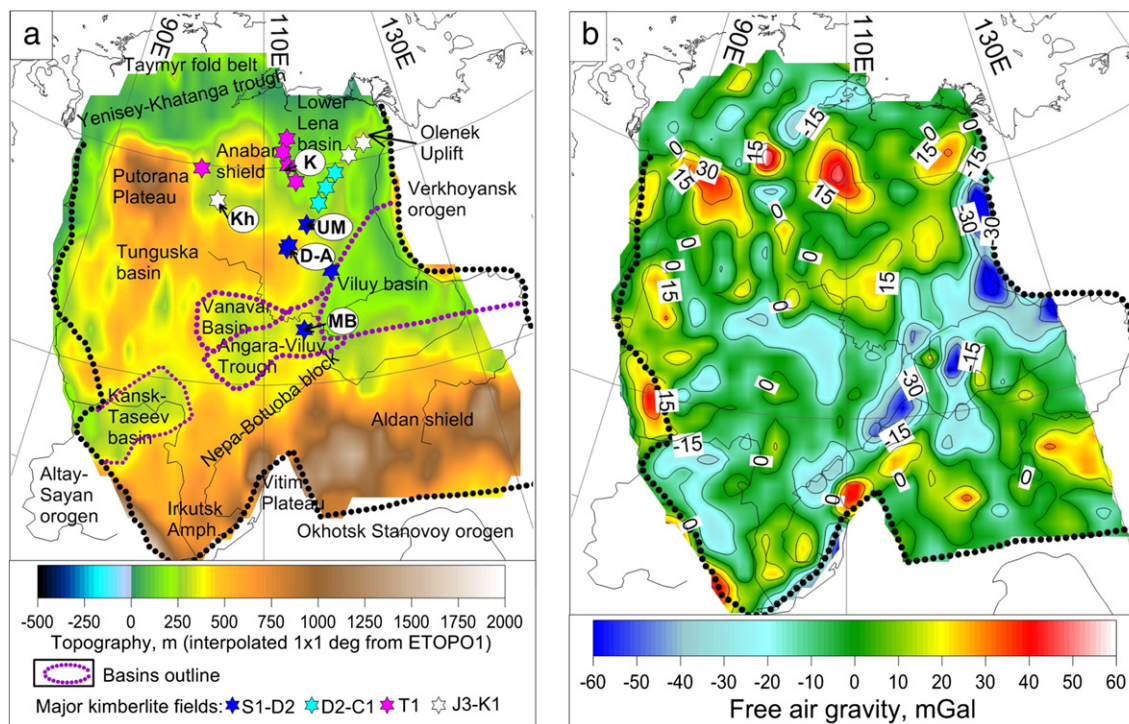 a
90E
110E
130E
Taymyr fold belt
Yenisey-Khatanga trough
Lower
Lena
basin
Olenek
Uplift
Anabar
shield
K
Putorana
Plateau
Verkhoyansk
orogen
Kh
UM
Tunguska
basin
D-A
Viluy basin
Vanavar
Basin
MB
Angara-Viluy
Trough
Kansk-
Taseev
basin
Nepa-Botuoba block
Aldan shield
Altay-
Sayan
orogen
Irkutsk
Amph.
Vitim
Plateau
Okhotsk Stanovoy orogen
-500 -250 0 250 500 750 1000 1250 1500 1750 2000
Topography, m (interpolated 1x1 deg from ETOPO1)
Basins outline
Major kimberlite fields: S1-D2 D2-C1 T1 J3-K1
b
90E
110E
130E
-15
0
0
15
15
-15
30
15
15
-30
30
0
0
15
15
0
-15
0
-30
15
-15
-15
0
0
0
0
0
-60 -50 -40 -30 -20 -10 0 10 20 30 40 50 60
Free air gravity, mGal